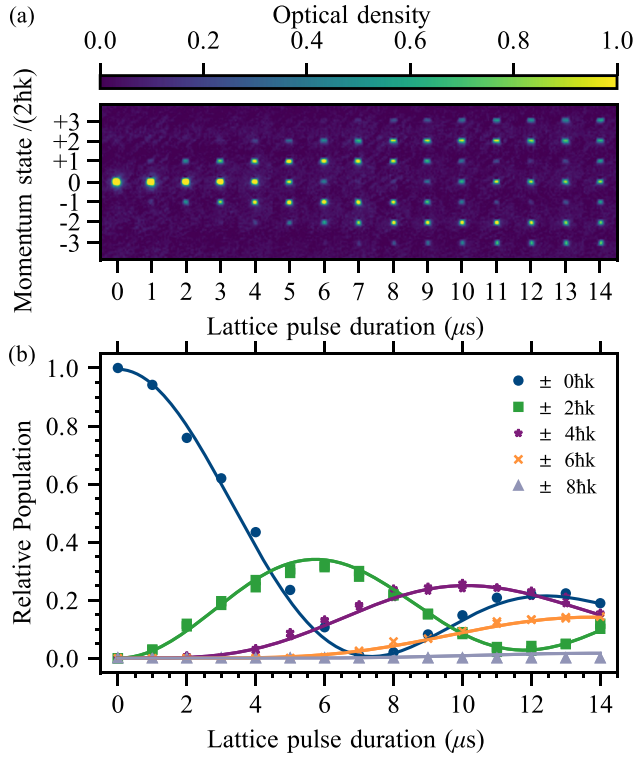 (a)
Optical density
0.0 0.2 0.4 0.6 0.8 1.0
Momentum state /(2ħk)
+3
+2
+1
0
-1
-2
-3
0 1 2 3 4 5 6 7 8 9 10 11 12 13 14
Lattice pulse duration (μs)
(b)
Relative Population
1.0
0.8
0.6
0.4
0.2
0.0
± 0ħk
± 2ħk
± 4ħk
± 6ħk
± 8ħk
0 2 4 6 8 10 12 14
Lattice pulse duration (μs)